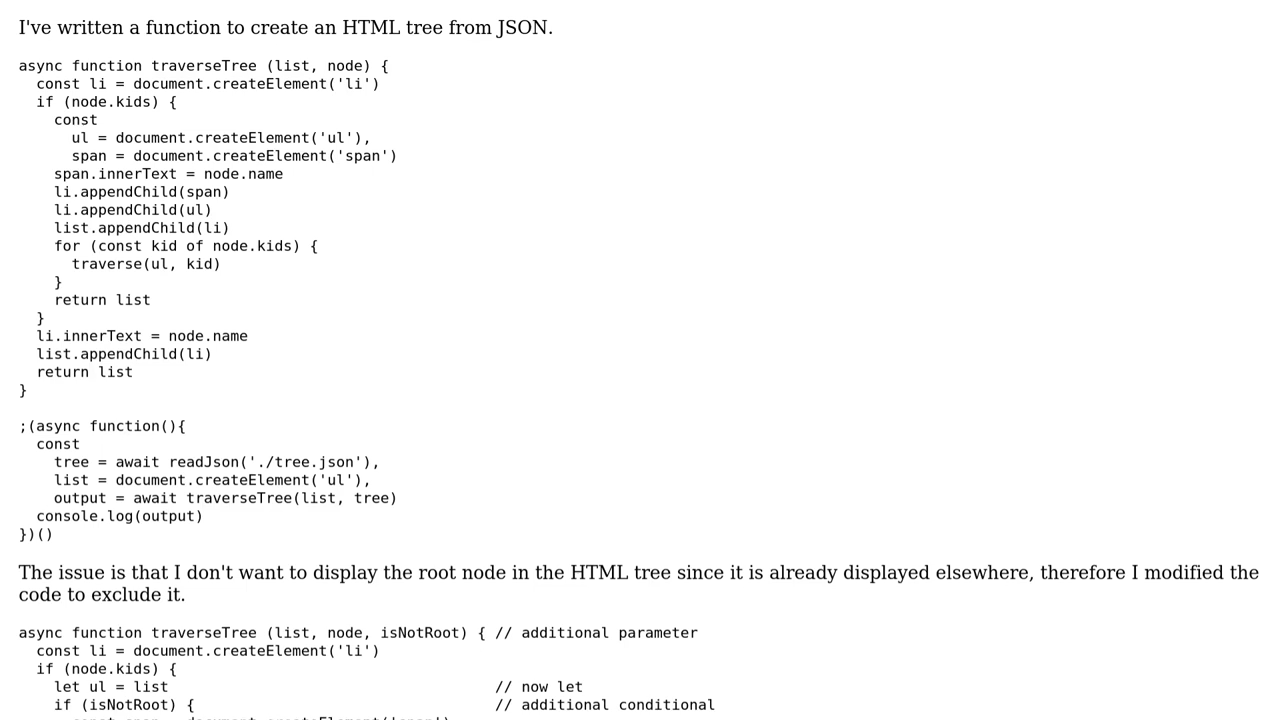 I've written a function to create an HTML tree from JSON.
async function traverseTree (list, node) {
  const li = document.createElement('li')
  if (node.kids) {
    const
      ul = document.createElement('ul'),
      span = document.createElement('span')
    span.innerText = node.name
    li.appendChild(span)
    li.appendChild(ul)
    list.appendChild(li)
    for (const kid of node.kids) {
      traverse(ul, kid)
    }
    return list
  }
  li.innerText = node.name
  list.appendChild(li)
  return list
}

;(async function(){
  const
    tree = await readJson('./tree.json'),
    list = document.createElement('ul'),
    output = await traverseTree(list, tree)
  console.log(output)
})()
The issue is that I don't want to display the root node in the HTML tree since it is already displayed elsewhere, therefore I modified the
code to exclude it.
async function traverseTree (list, node, isNotRoot) { // additional parameter
  const li = document.createElement('li')
  if (node.kids) {
    let ul = list                                     // now let
    if (isNotRoot) {                                  // additional conditional